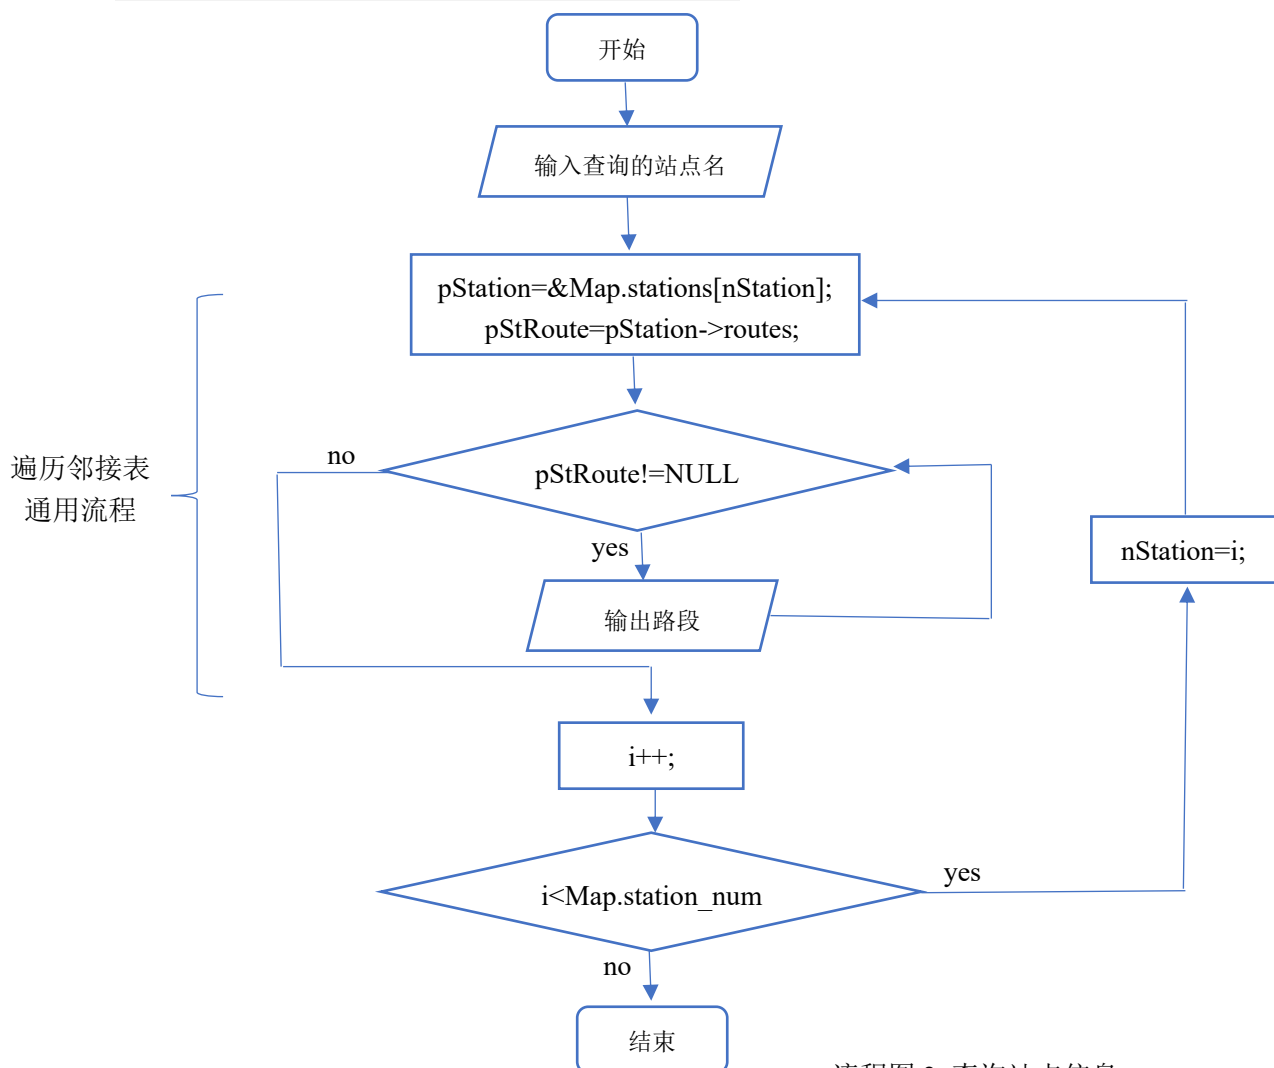 开始
输入查询的站点名
pStation=&Map.stations[nStation];
pStRoute=pStation->routes;
遍历邻接表
通用流程
no
pStRoute!=NULL
yes
输出路段
nStation=i;
i++;
i<Map.station_num
yes
no
结束